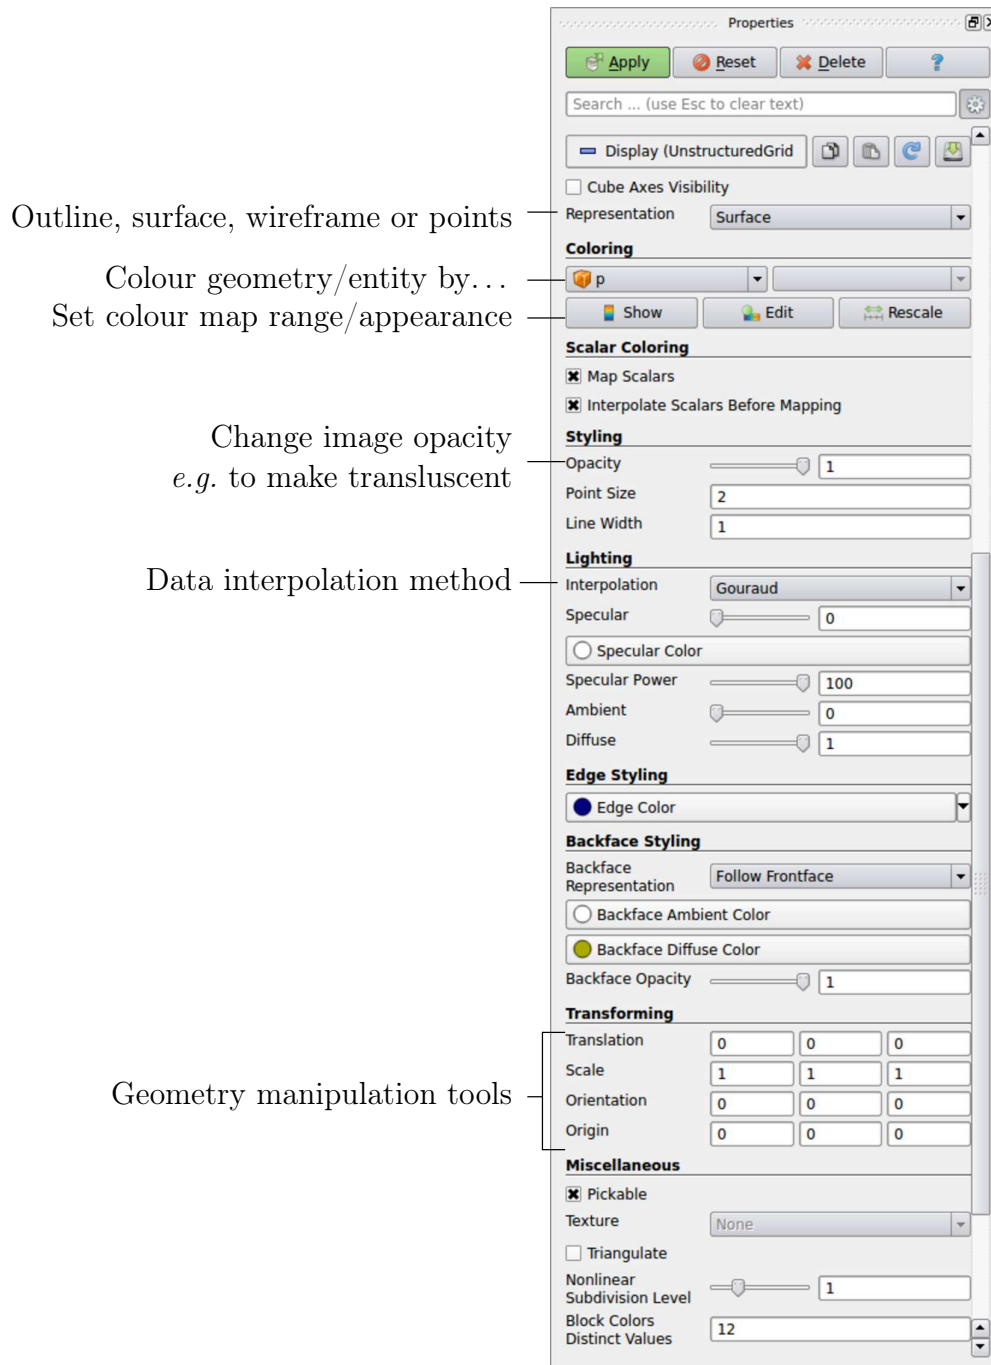 Properties
Apply Reset Delete ?
Search ... (use Esc to clear text)
Display (UnstructuredGrid
Cube Axes Visibility
Outline, surface, wireframe or points
Representation Surface
Coloring
Colour geometry/entity by...
p
Set colour map range/appearance
Show Edit Rescale
Scalar Coloring
Map Scalars
Interpolate Scalars Before Mapping
Styling
Change image opacity
e.g. to make transluscent
Opacity 1
Point Size 2
Line Width 1
Lighting
Data interpolation method
Interpolation Gouraud
Specular 0
Specular Color
Specular Power 100
Ambient 0
Diffuse 1
Edge Styling
Edge Color
Backface Styling
Backface
Representation Follow Frontface
Backface Ambient Color
Backface Diffuse Color
Backface Opacity 1
Transforming
Geometry manipulation tools
Translation 0 0 0
Scale 1 1 1
Orientation 0 0 0
Origin 0 0 0
Miscellaneous
Pickable
Texture None
Triangulate
Nonlinear
Subdivision Level 1
Block Colors
Distinct Values 12